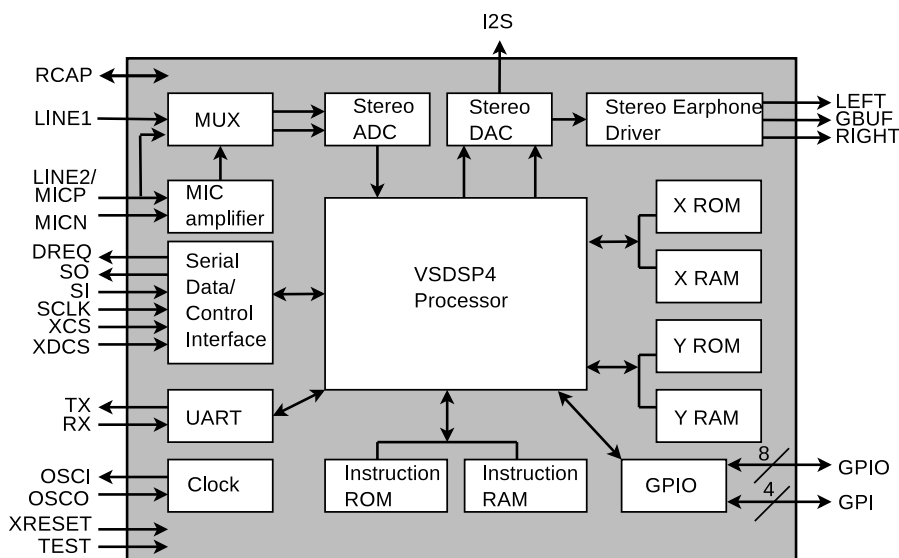 I2S
RCAP
LINE1
LINE2/
MICP
MICN
DREQ
SO
SI
SCLK
XCS
XDCS
TX
RX
OSCI
OSCO
XRESET
TEST
MUX
Stereo
ADC
Stereo
DAC
Stereo Earphone
Driver
LEFT
GBUF
RIGHT
MIC
amplifier
Serial
Data/
Control
Interface
VSDSP4
Processor
X ROM
X RAM
Y ROM
Y RAM
UART
Clock
Instruction
ROM
Instruction
RAM
GPIO
8
GPIO
4
GPI